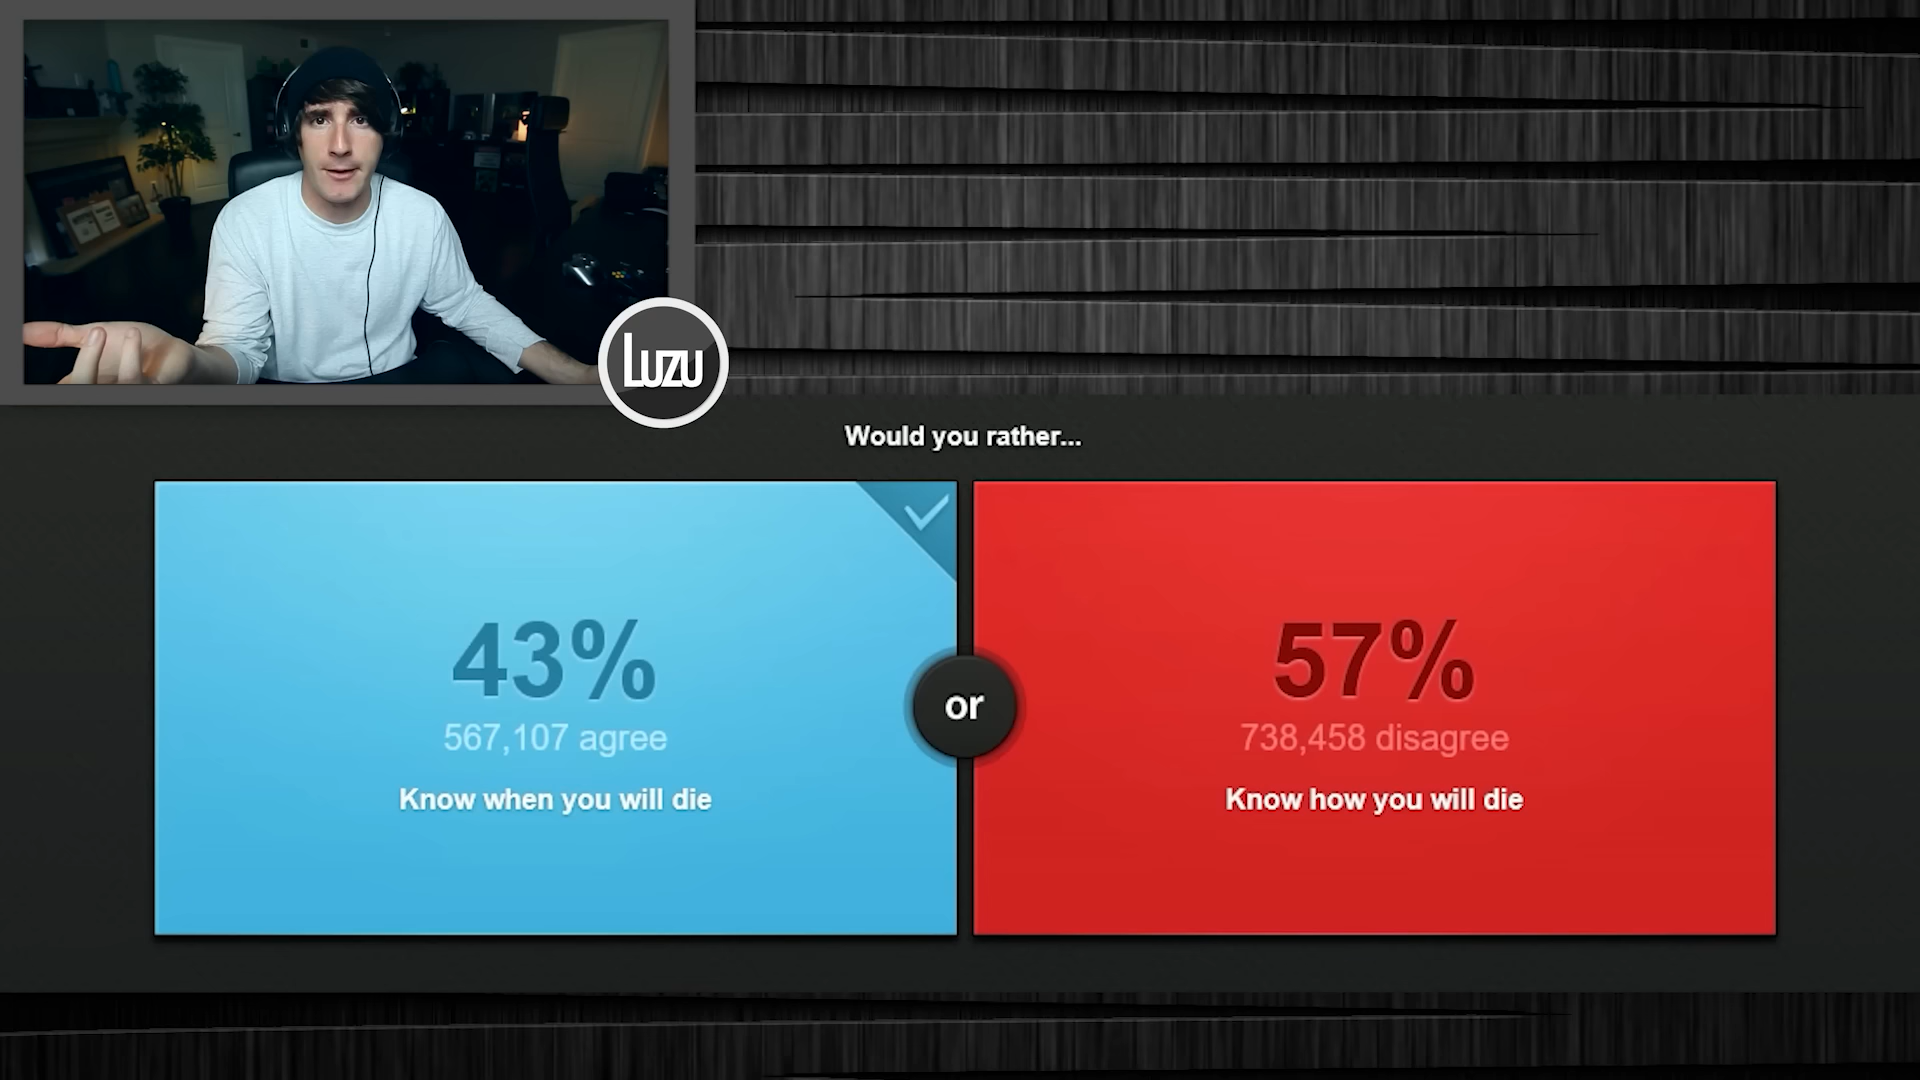 Luzu
Would you rather...
43%
567,107 agree
Know when you will die
or
57%
738,458 disagree
Know how you will die